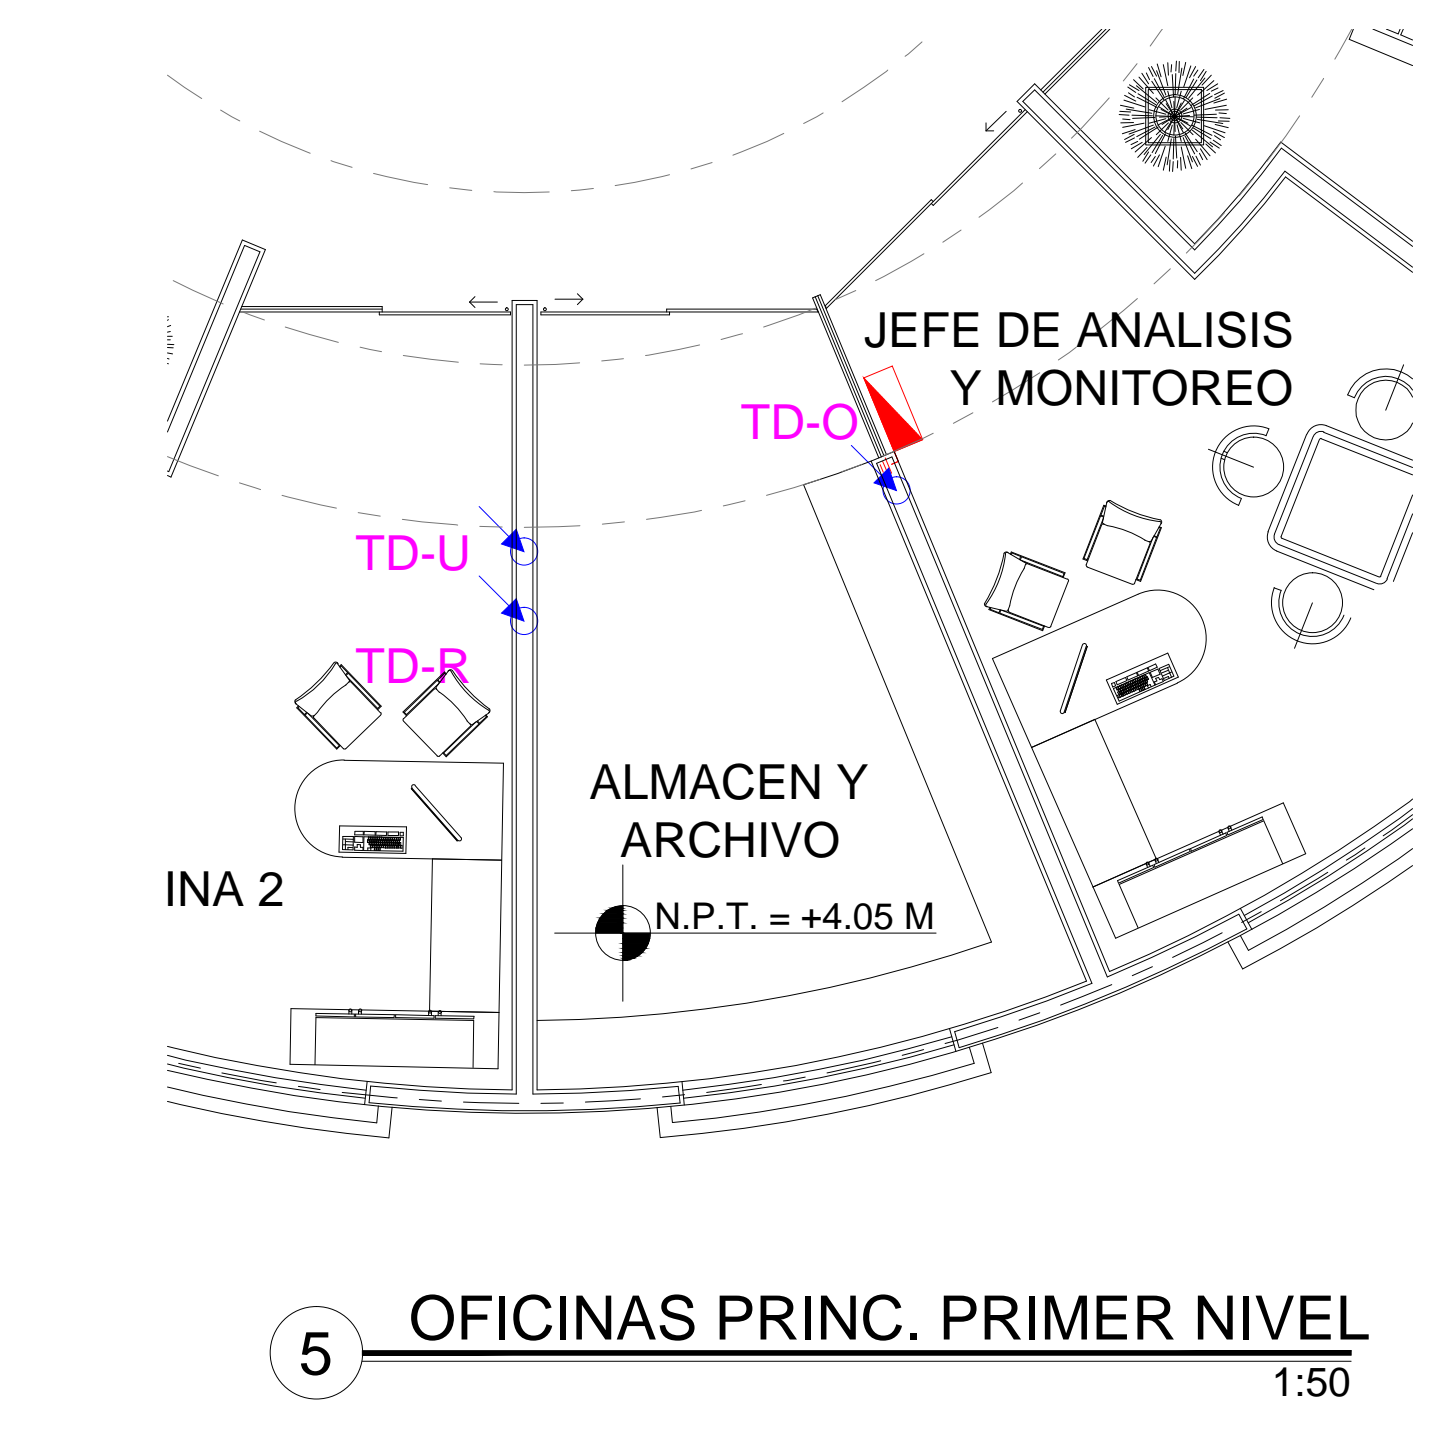 JEFE DE ANALISIS
Y MONITOREO
TD-O
TD-U
TD-R
ALMACEN Y
ARCHIVO
INA 2
N.P.T. = +4.05 M
5
OFICINAS PRINC. PRIMER NIVEL
1:50